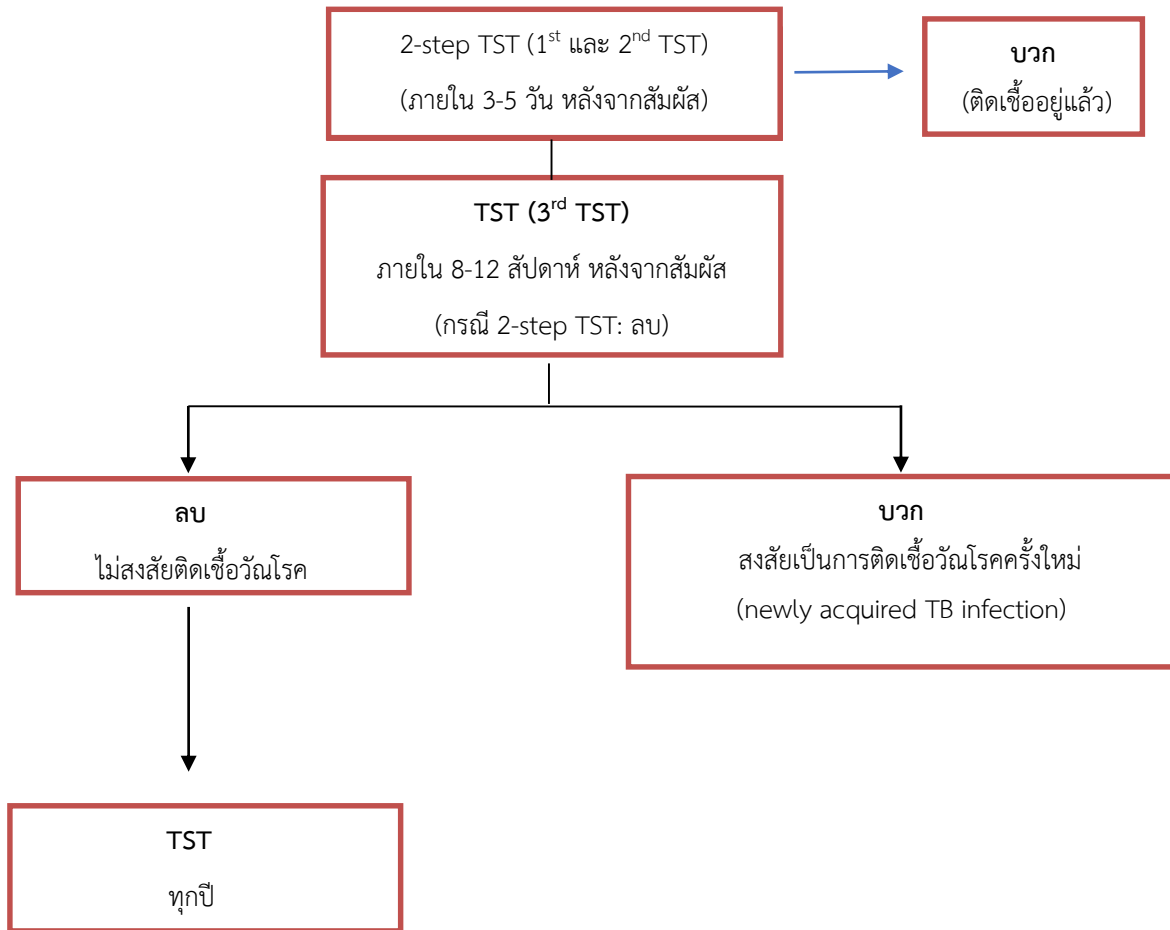 2-step TST (1st และ 2nd TST)
(ภายใน 3-5 วัน หลังจากสัมผัส)
บวก
(ติดเชื้ออยู่แล้ว)
TST (3rd TST)
ภายใน 8-12 สัปดาห์ หลังจากสัมผัส
(กรณี 2-step TST: ลบ)
ลบ
ไม่สงสัยติดเชื้อวัณโรค
บวก
สงสัยเป็นการติดเชื้อวัณโรคครั้งใหม่
(newly acquired TB infection)
TST
ทุกปี